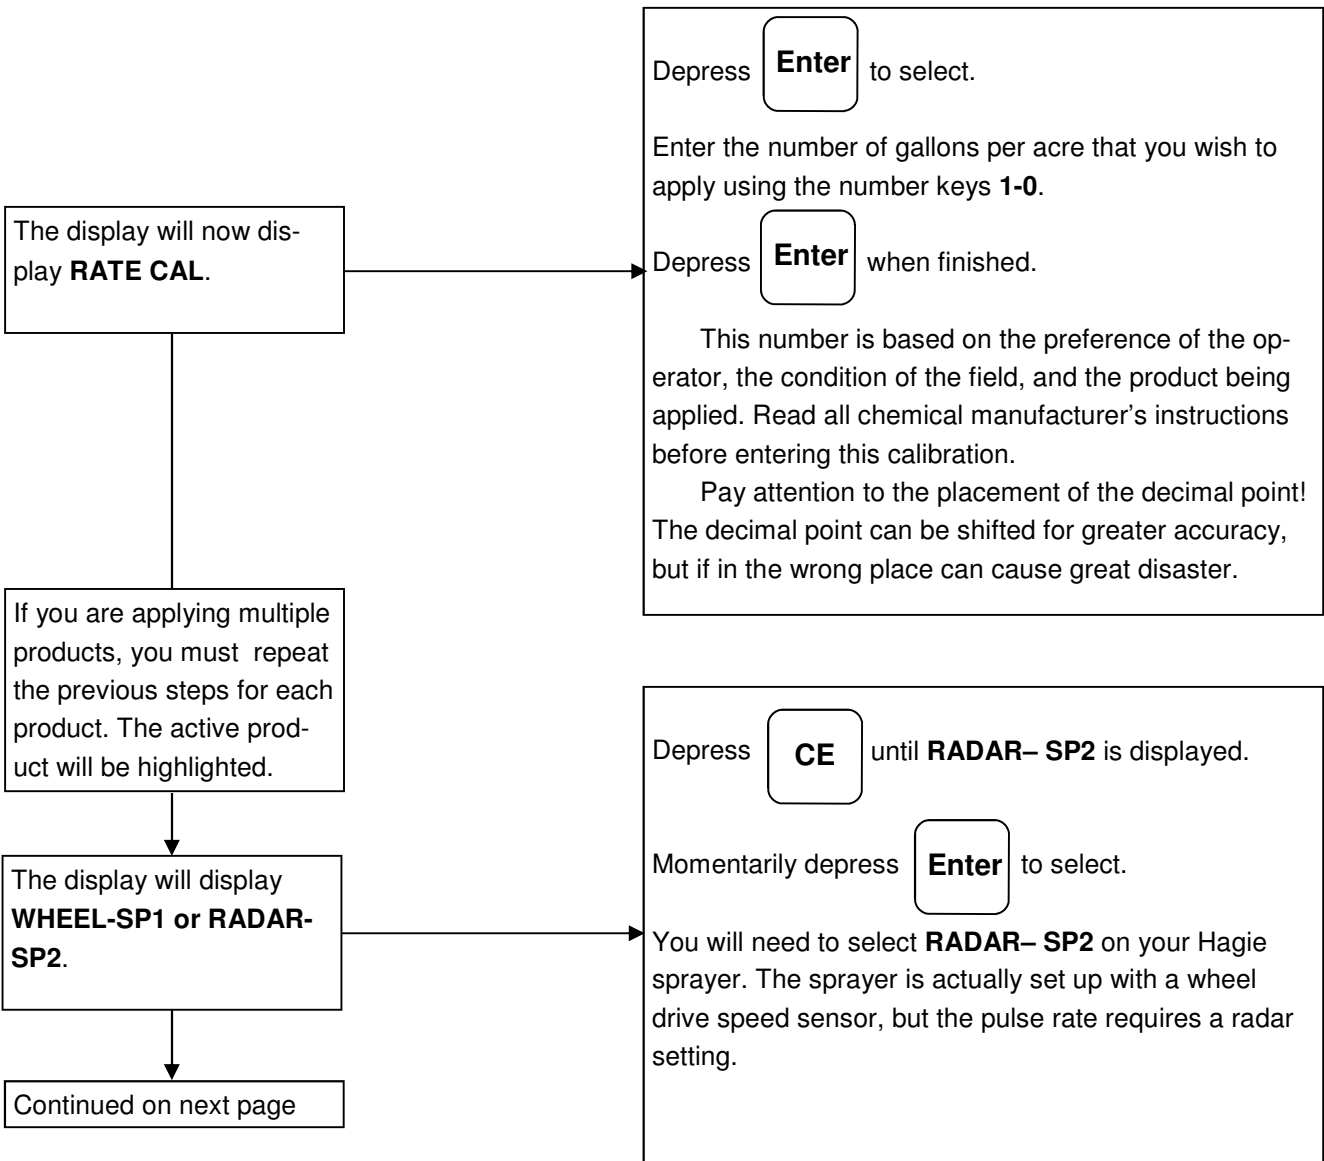 The display will now dis-
play RATE CAL.
Depress Enter to select.
Enter the number of gallons per acre that you wish to
apply using the number keys 1-0.
Depress Enter when finished.
This number is based on the preference of the op-
erator, the condition of the field, and the product being
applied. Read all chemical manufacturer’s instructions
before entering this calibration.
Pay attention to the placement of the decimal point!
The decimal point can be shifted for greater accuracy,
but if in the wrong place can cause great disaster.
If you are applying multiple
products, you must  repeat
the previous steps for each
product. The active prod-
uct will be highlighted.
The display will display
WHEEL-SP1 or RADAR-
SP2.
Depress CE until RADAR– SP2 is displayed.
Momentarily depress Enter to select.
You will need to select RADAR– SP2 on your Hagie
sprayer. The sprayer is actually set up with a wheel
drive speed sensor, but the pulse rate requires a radar
setting.
Continued on next page